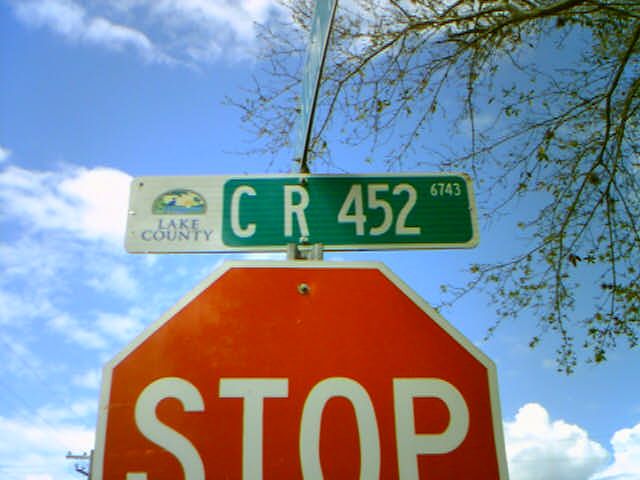 LAKE
COUNTY
C R 452 6743
STOP